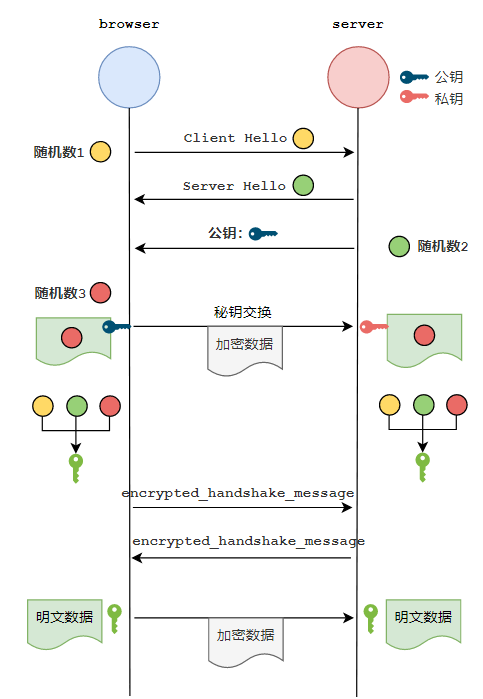 browser
server
公钥
私钥
随机数1
Client Hello
Server Hello
公钥:
随机数2
随机数3
秘钥交换
加密数据
encrypted_handshake_message
encrypted_handshake_message
明文数据
加密数据
明文数据